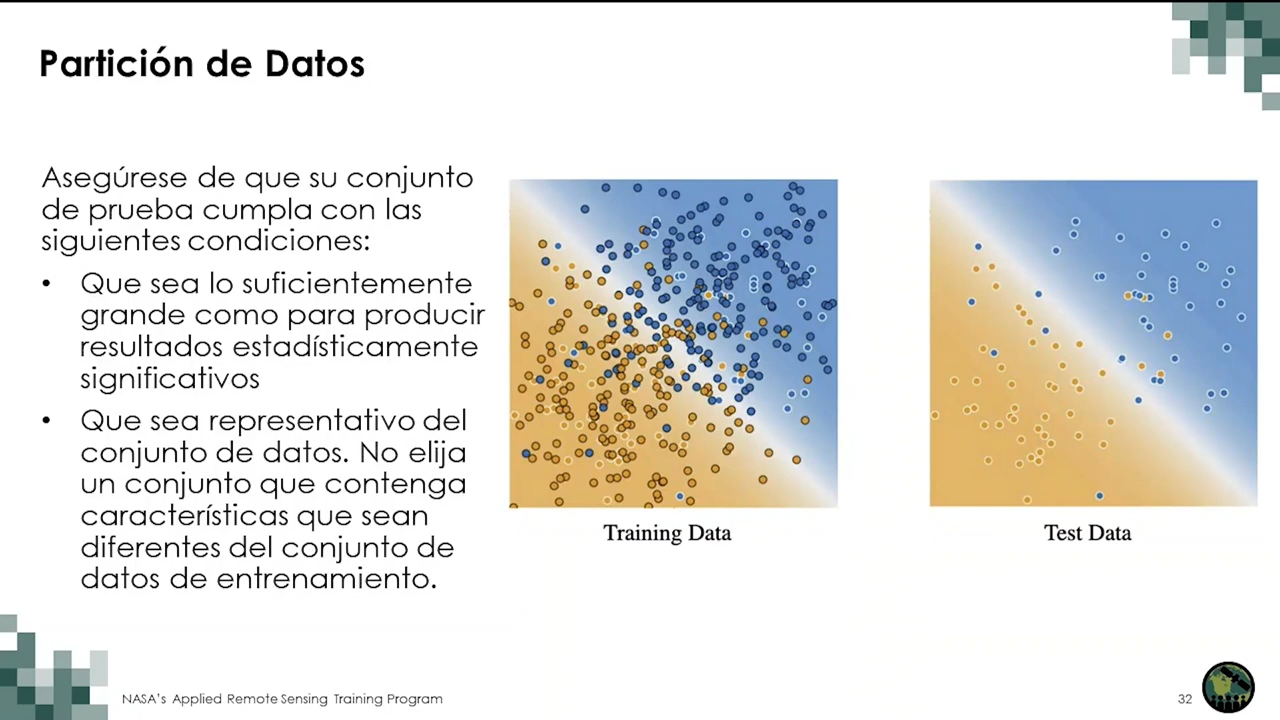 Partición de Datos
Asegúrese de que su conjunto
de prueba cumpla con las
siguientes condiciones:
• Que sea lo suficientemente
grande como para producir
resultados estadísticamente
significativos
• Que sea representativo del
conjunto de datos. No elija
un conjunto que contenga
características que sean
diferentes del conjunto de
datos de entrenamiento.
Training Data
Test Data
NASA's Applied Remote Sensing Training Program
32